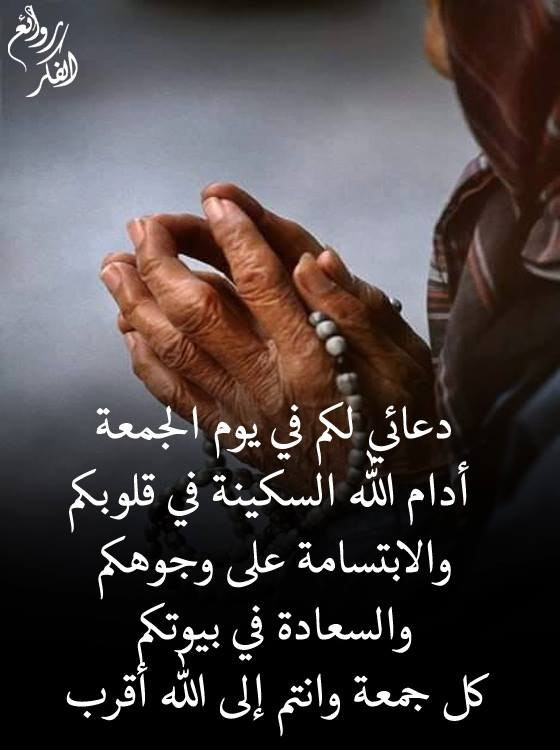 روائع
الفكر
دعائي لكم في يوم الجمعة
أدام الله السكينة في قلوبكم
والابتسامة على وجوهكم
والسعادة في بيوتكم
كل جمعة وانتم إلى الله أقرب